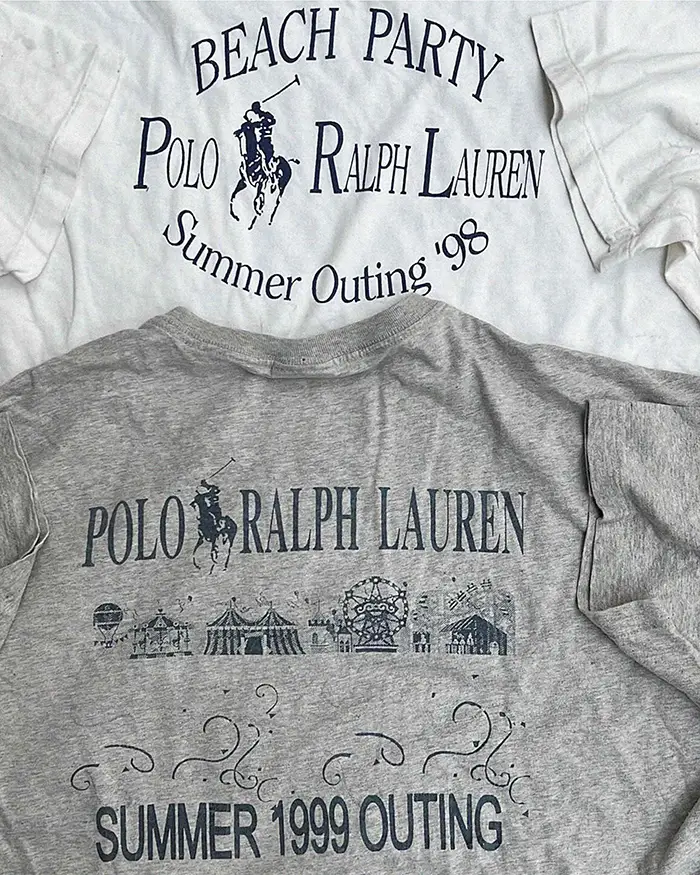 BEACH PARTY
POLO RALPH LAUREN
Summer Outing '98
POLO RALPH LAUREN
SUMMER 1999 OUTING